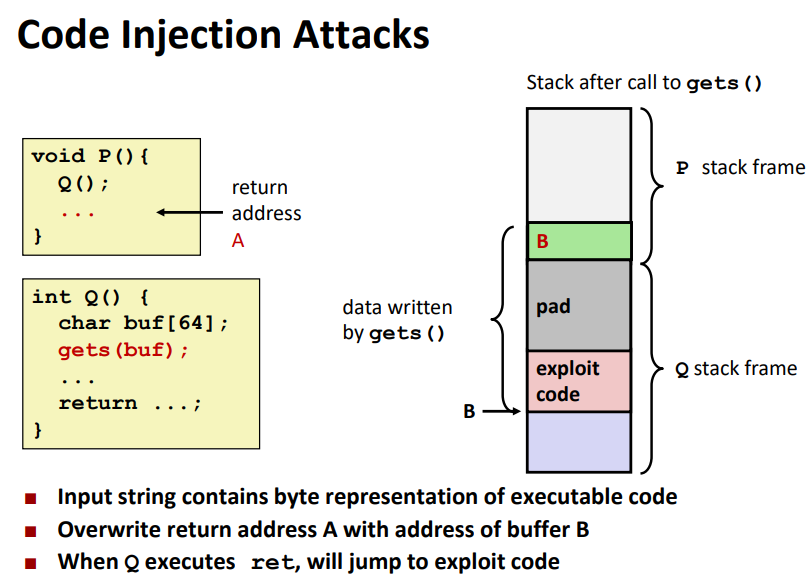 Code Injection Attacks
Stack after call to gets()
void P(){
Q();
...
}
return
address
A
int Q() {
char buf[64];
gets(buf);
...
return ...;
}
data written
by gets()
B
P stack frame
B
pad
exploit
code
Q stack frame
Input string contains byte representation of executable code
Overwrite return address A with address of buffer B
When Q executes ret, will jump to exploit code